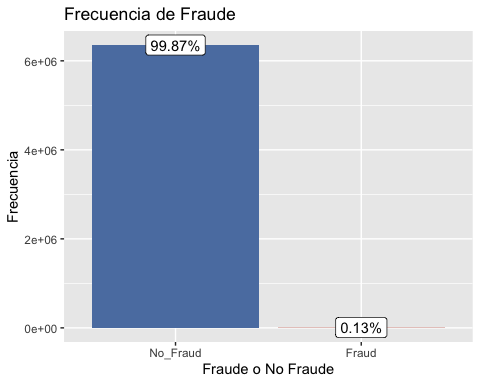 Frecuencia de Fraude
99.87%
6e+06
4e+06
2e+06
0e+00
Frecuencia
0.13%
No_Fraud
Fraud
Fraude o No Fraude